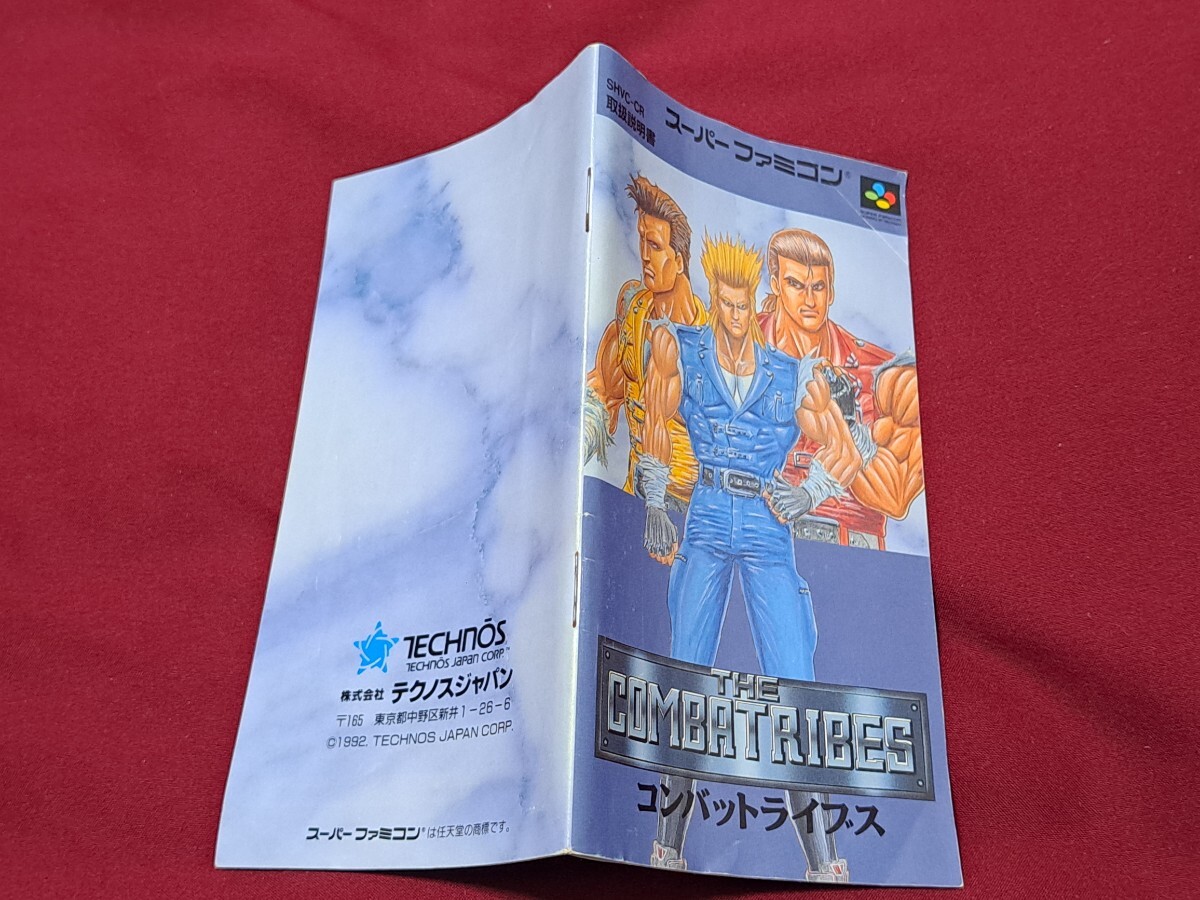 SHVC-CR
取扱説明書
スーパーファミコン®
THE
COMBATRIBES
コンバットライブス
TECHNŌS
TECHNŌS JAPAN CORP.™
株式会社 テクノスジャパン
〒165 東京都中野区新井1-26-6
©1992. TECHNOS JAPAN CORP.
スーパーファミコン®は任天堂の商標です。